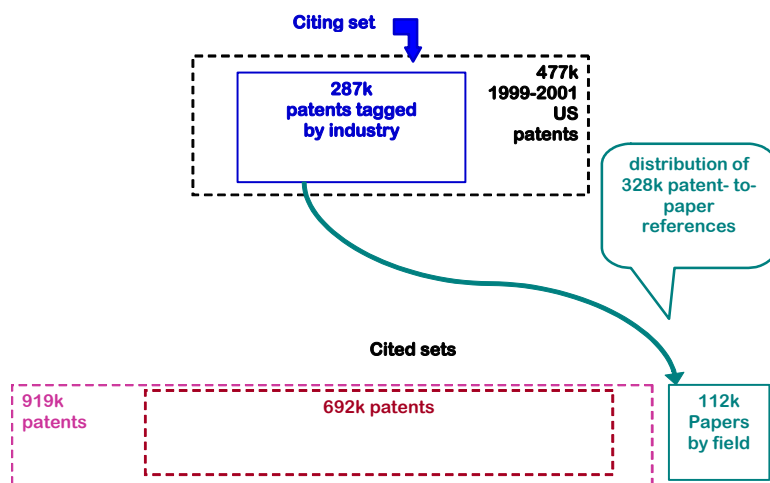 Citing set
287k
patents tagged
by industry
477k
1999-2001
US
patents
distribution of
328k patent- to-
paper
references
Cited sets
919k
patents
692k patents
112k
Papers
by field